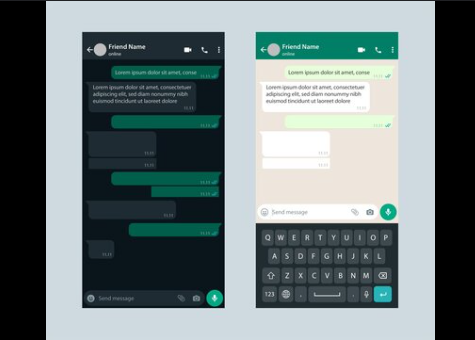 Friend Name
online
Lorem ipsum dolor sit amet, conse
11:11
Lorem ipsum dolor sit amet, consectetuer
adipiscing elit, sed diam nonummy nibh
euismod tincidunt ut laoreet dolore
11:11
11:11
11:11
11:11
11:11
11:11
11:11
11:11
11:11
Send message
Friend Name
online
Lorem ipsum dolor sit amet, conse
11:11
Lorem ipsum dolor sit amet, consectetuer
adipiscing elit, sed diam nonummy nibh
euismod tincidunt ut laoreet dolore
11:11
11:11
11:11
11:11
Send message
Q W E R T Y U I O P
A S D F G H J K L
Z X C V B N M
123 , .